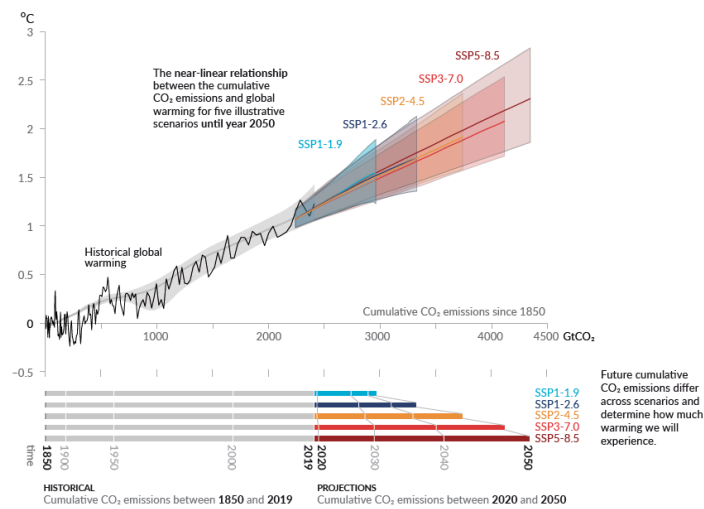 °C
3
2.5
2
1.5
1
0.5
0
−0.5
The near-linear relationship
between the cumulative
CO₂ emissions and global
warming for five illustrative
scenarios until year 2050
SSP5-8.5
SSP3-7.0
SSP2-4.5
SSP1-2.6
SSP1-1.9
Historical global
warming
Cumulative CO₂ emissions since 1850
1000 2000 3000 4500 GtCO₂
SSP1-1.9
SSP1-2.6
SSP2-4.5
SSP3-7.0
SSP5-8.5
Future cumulative
CO₂ emissions differ
across scenarios and
determine how much
warming we will
experience.
time 1850 1900 1950 2000 2019 2020 2030 2040 2050
HISTORICAL
Cumulative CO₂ emissions between 1850 and 2019
PROJECTIONS
Cumulative CO₂ emissions between 2020 and 2050